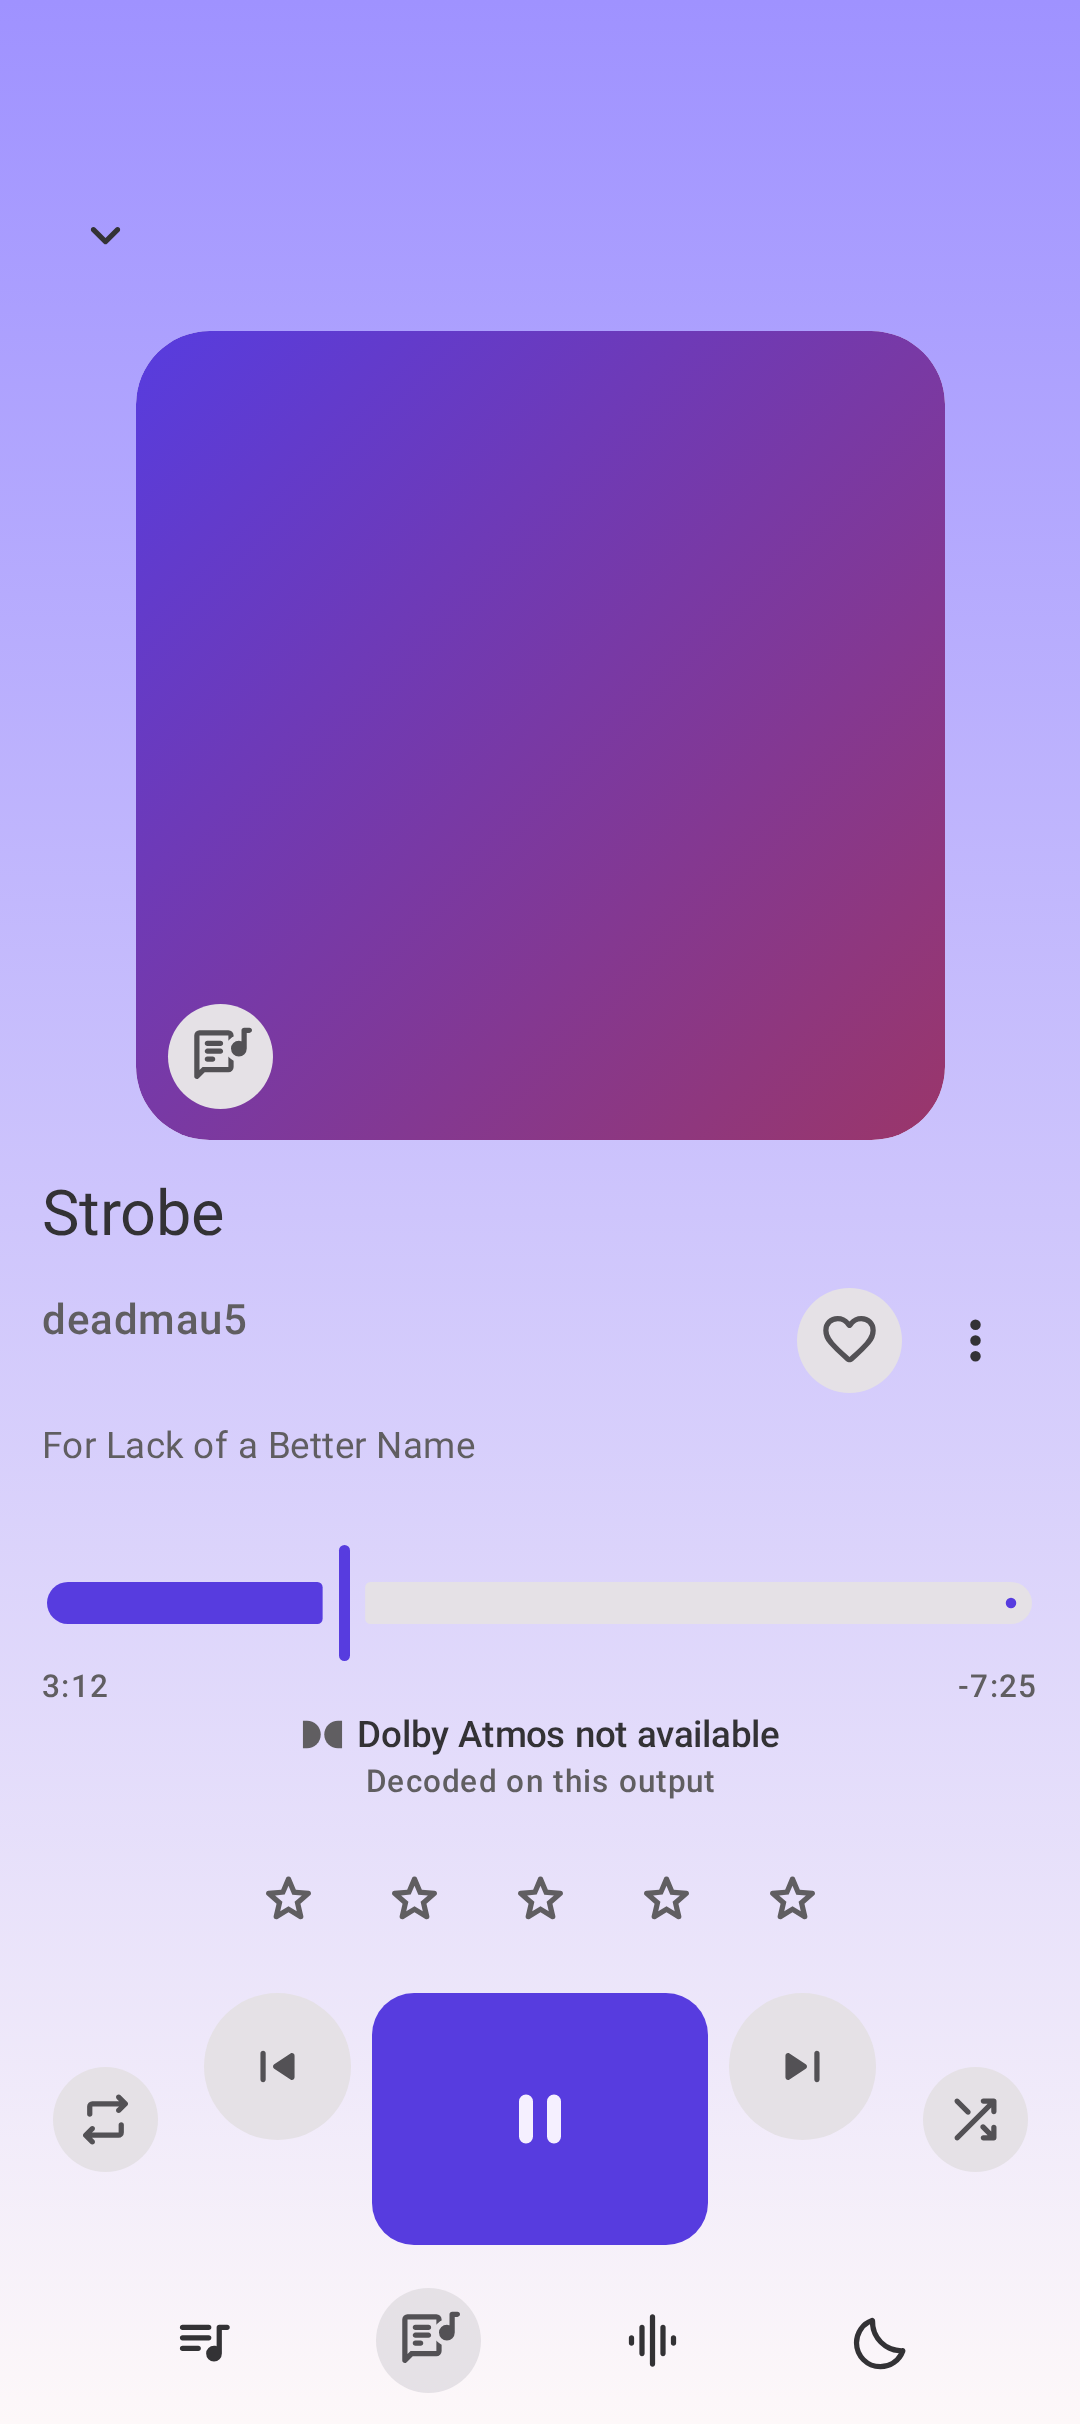 Strobe
deadmau5
For Lack of a Better Name
3:12
-7:25
Dolby Atmos not available
Decoded on this output